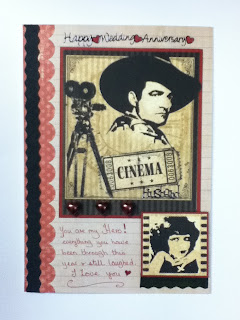 Happy Wedding Anniversary
CINEMA
You are my Hero!
everything you have
been through this
year & still laughed.
I Love you